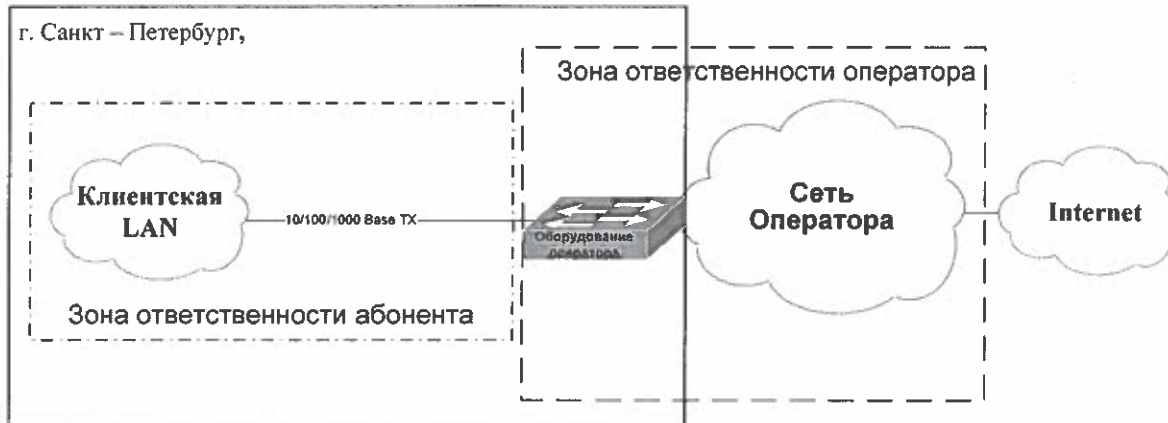 г. Санкт – Петербург,
Зона ответственности оператора
Клиентская
LAN
10/100/1000 Base TX
Оборудование
оператора
Сеть
Оператора
Internet
Зона ответственности абонента